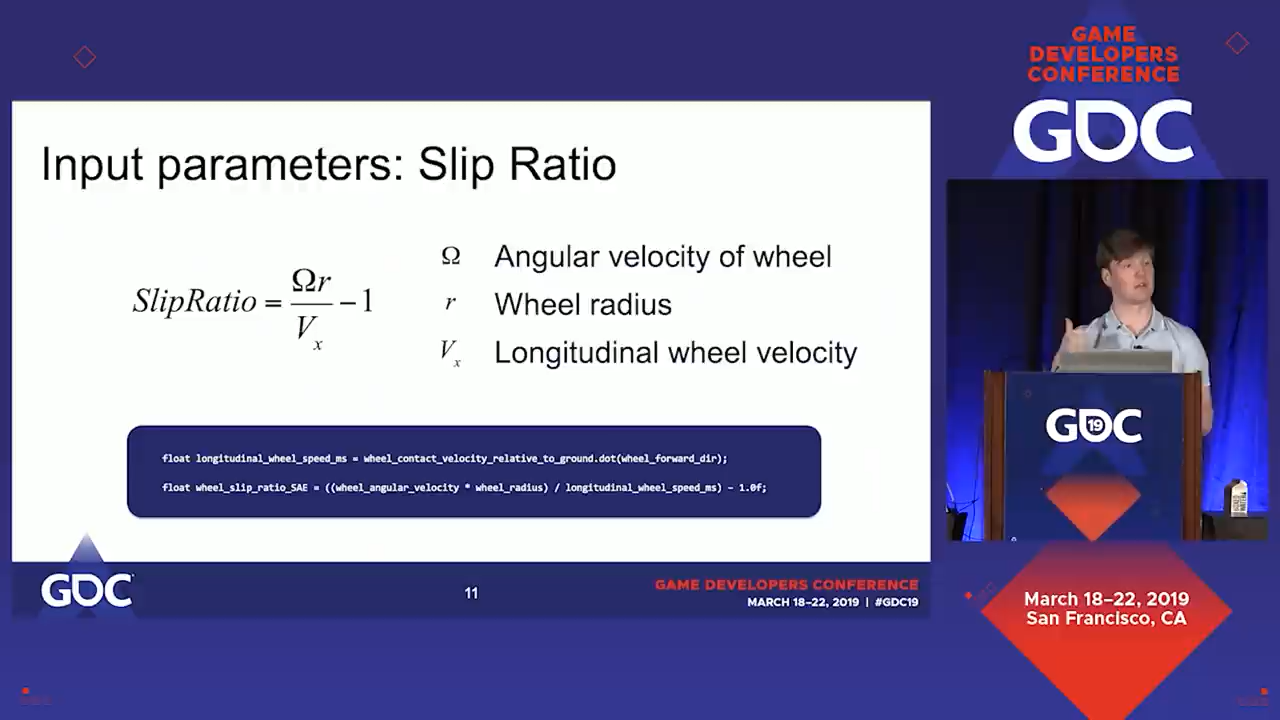 Input parameters: Slip Ratio
SlipRatio = Ωr / Vx − 1
Ω Angular velocity of wheel
r Wheel radius
Vx Longitudinal wheel velocity
float longitudinal_wheel_speed_ms = wheel_contact_velocity_relative_to_ground.dot(wheel_forward_dir);
float wheel_slip_ratio_SAE = ((wheel_angular_velocity * wheel_radius) / longitudinal_wheel_speed_ms) - 1.0f;
GDC
11
GAME DEVELOPERS CONFERENCE
MARCH 18–22, 2019 | #GDC19
GAME
DEVELOPERS
CONFERENCE
GDC
GDC 19
March 18–22, 2019
San Francisco, CA